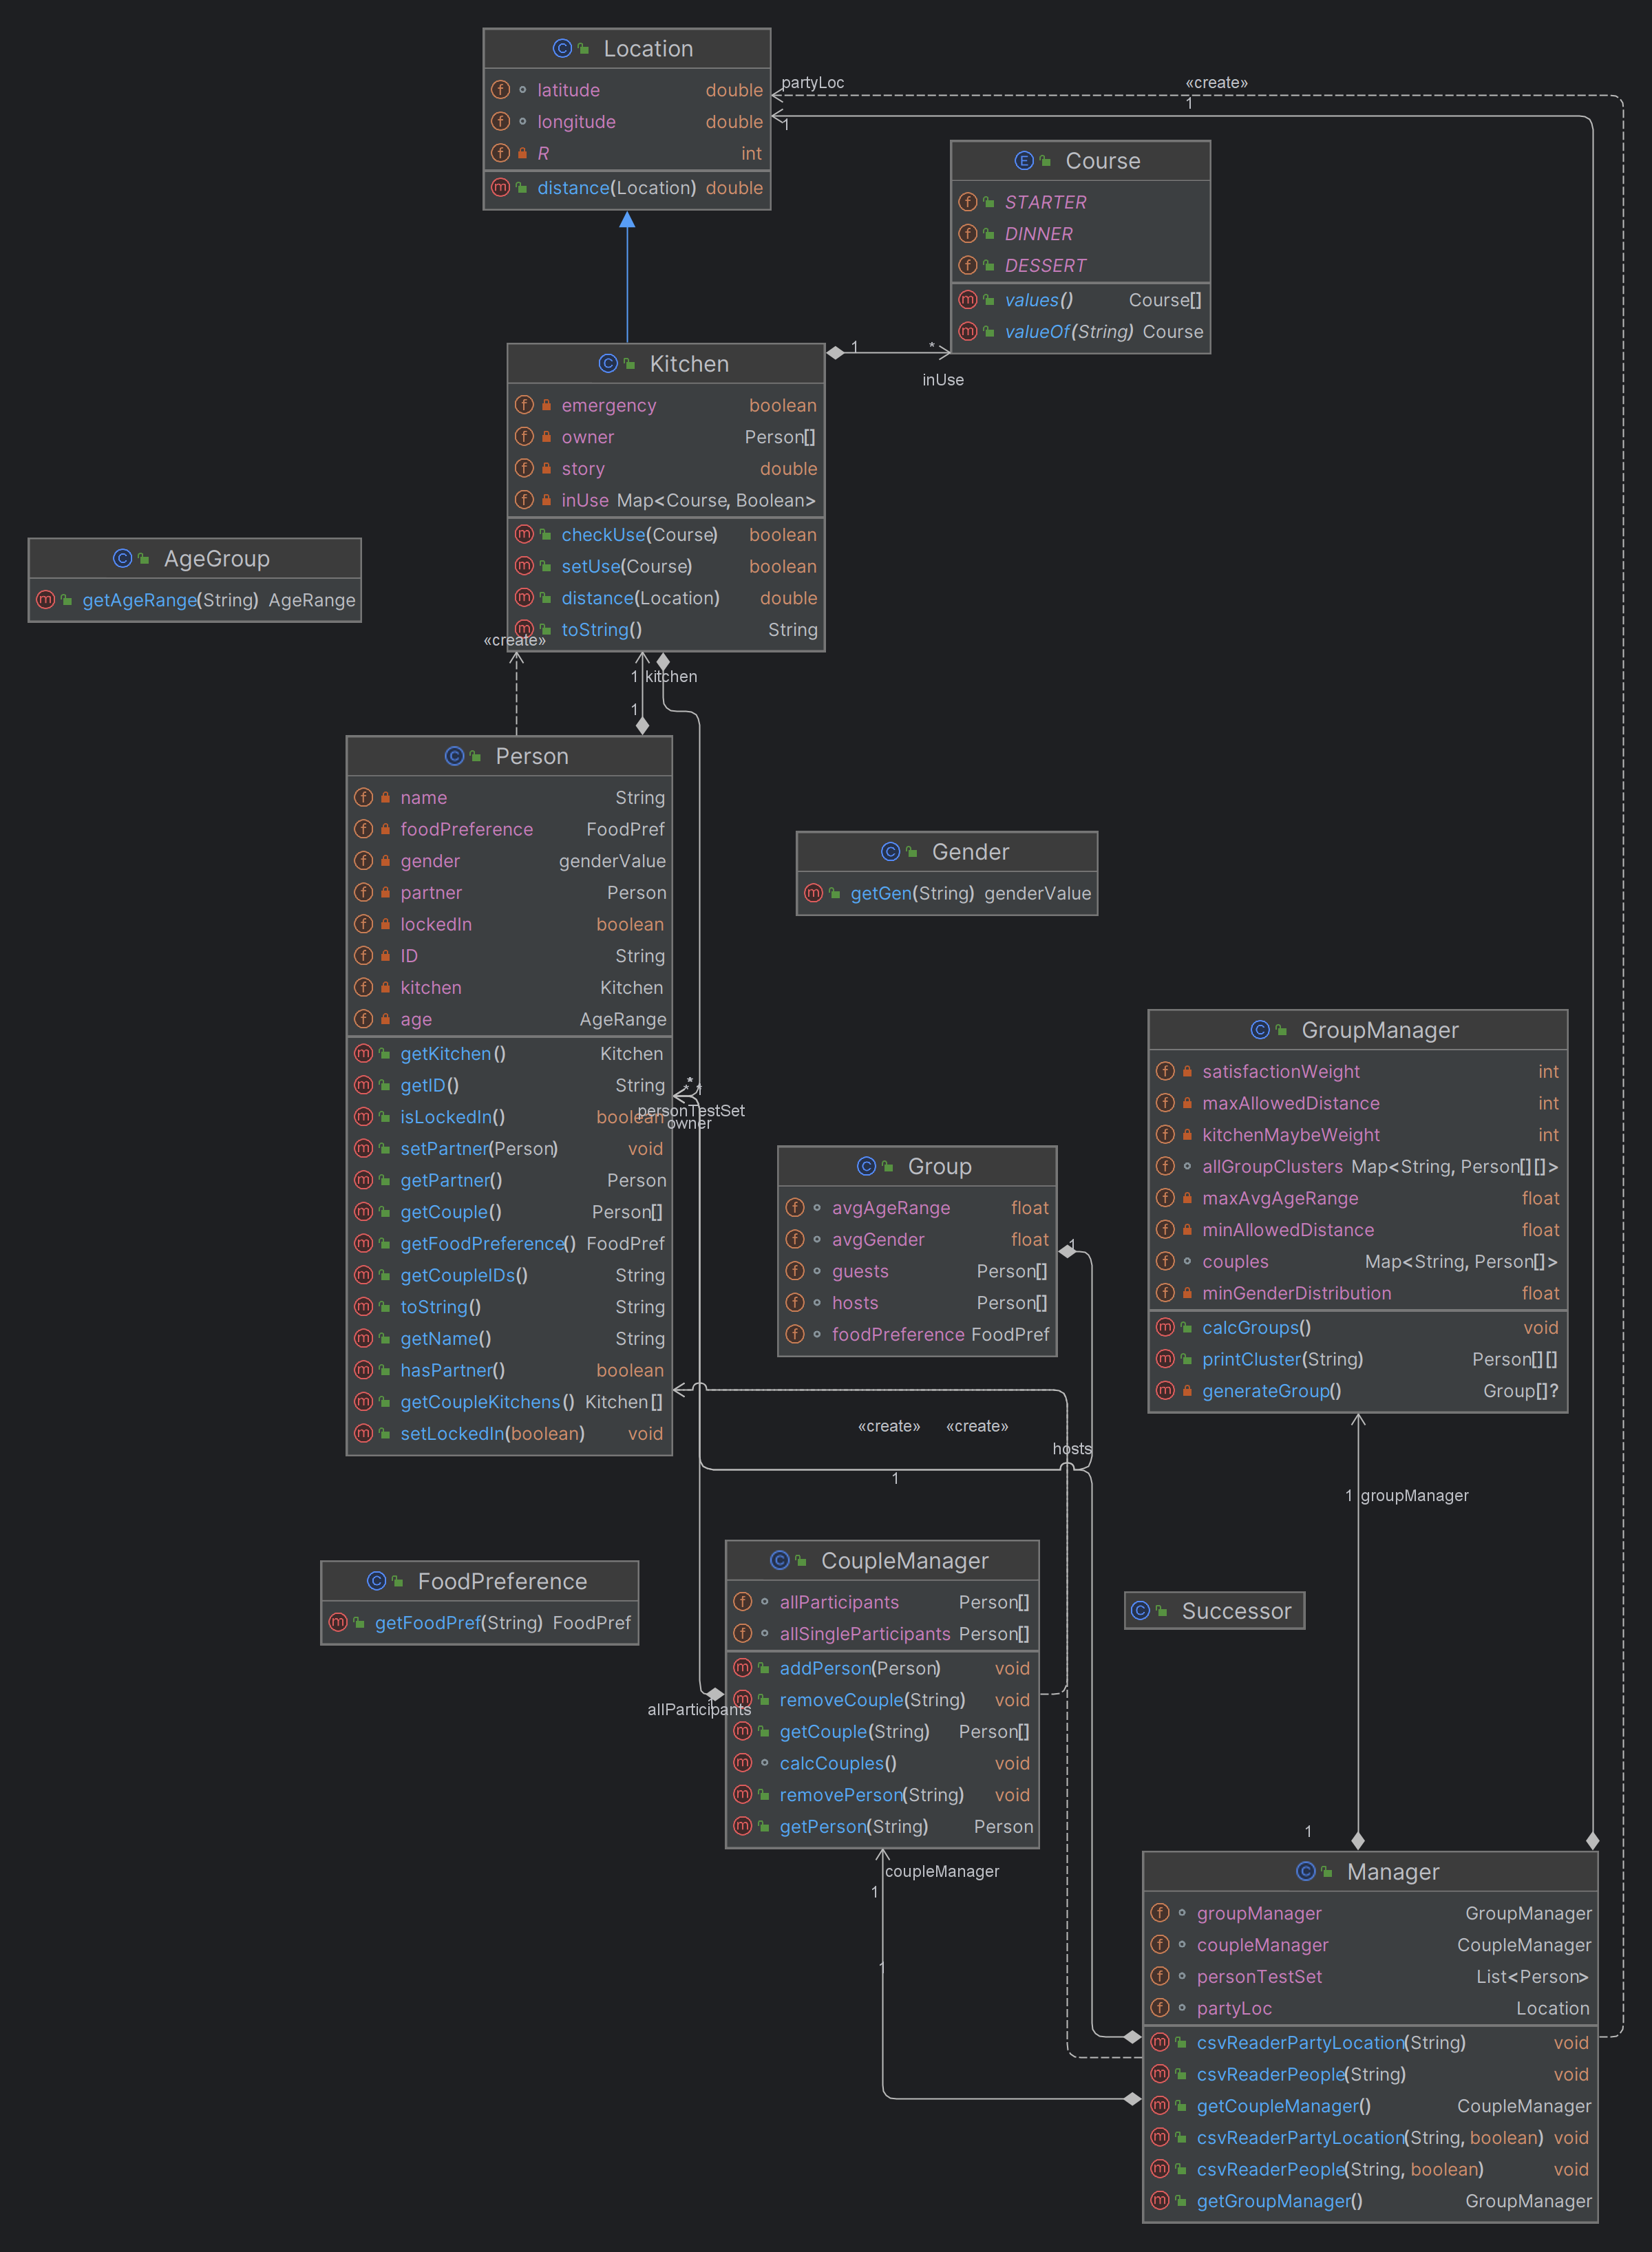 Location
latitude double
longitude double
R int
distance(Location) double
partyLoc
«create»
1
1
Course
STARTER
DINNER
DESSERT
values() Course[]
valueOf(String) Course
Kitchen
emergency boolean
owner Person[]
story double
inUse Map<Course, Boolean>
checkUse(Course) boolean
setUse(Course) boolean
distance(Location) double
toString() String
1 *
inUse
AgeGroup
getAgeRange(String) AgeRange
«create»
1 kitchen
1
Person
name String
foodPreference FoodPref
gender genderValue
partner Person
lockedIn boolean
ID String
kitchen Kitchen
age AgeRange
getKitchen() Kitchen
getID() String
isLockedIn() boolean
setPartner(Person) void
getPartner() Person
getCouple() Person[]
getFoodPreference() FoodPref
getCoupleIDs() String
toString() String
getName() String
hasPartner() boolean
getCoupleKitchens() Kitchen[]
setLockedIn(boolean) void
*
* *
personTestSet
owner
Gender
getGen(String) genderValue
GroupManager
satisfactionWeight int
maxAllowedDistance int
kitchenMaybeWeight int
allGroupClusters Map<String, Person[][]>
maxAvgAgeRange float
minAllowedDistance float
couples Map<String, Person[]>
minGenderDistribution float
calcGroups() void
printCluster(String) Person[][]
generateGroup() Group[]?
Group
avgAgeRange float
avgGender float
guests Person[]
hosts Person[]
foodPreference FoodPref
1
«create» «create»
hosts
1
1 groupManager
FoodPreference
getFoodPref(String) FoodPref
CoupleManager
allParticipants Person[]
allSingleParticipants Person[]
addPerson(Person) void
removeCouple(String) void
getCouple(String) Person[]
calcCouples() void
removePerson(String) void
getPerson(String) Person
allParticipants
1
Successor
coupleManager
1
1
1
Manager
groupManager GroupManager
coupleManager CoupleManager
personTestSet List<Person>
partyLoc Location
csvReaderPartyLocation(String) void
csvReaderPeople(String) void
getCoupleManager() CoupleManager
csvReaderPartyLocation(String, boolean) void
csvReaderPeople(String, boolean) void
getGroupManager() GroupManager